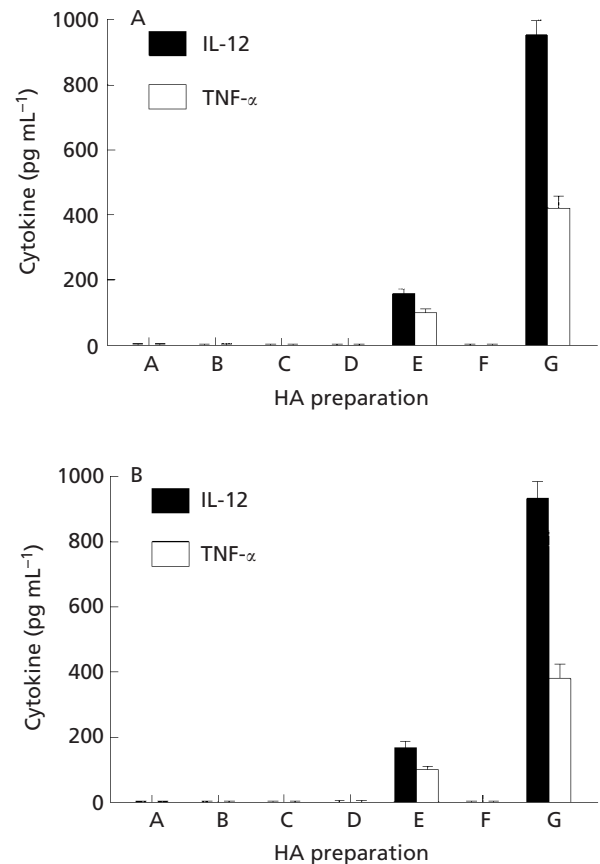 A
IL-12
TNF-α
1000
800
600
400
200
0
Cytokine (pg mL⁻¹)
A B C D E F G
HA preparation
B
IL-12
TNF-α
1000
800
600
400
200
0
Cytokine (pg mL⁻¹)
A B C D E F G
HA preparation